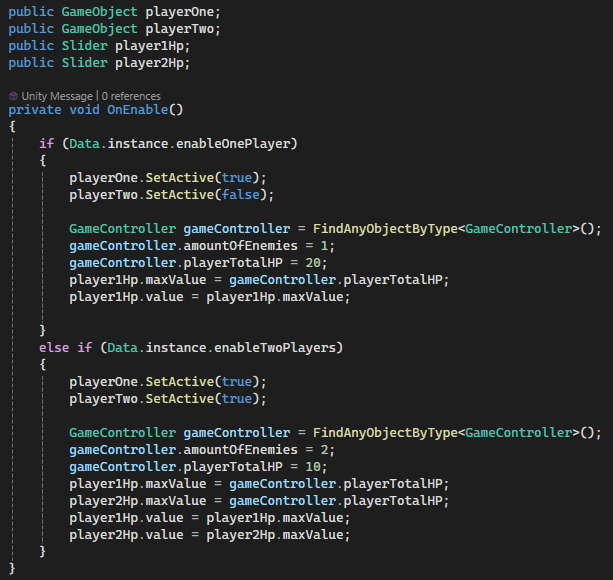 public GameObject playerOne;
public GameObject playerTwo;
public Slider player1Hp;
public Slider player2Hp;
Unity Message | 0 references
private void OnEnable()
{
if (Data.instance.enableOnePlayer)
{
playerOne.SetActive(true);
playerTwo.SetActive(false);
GameController gameController = FindAnyObjectByType<GameController>();
gameController.amountOfEnemies = 1;
gameController.playerTotalHP = 20;
player1Hp.maxValue = gameController.playerTotalHP;
player1Hp.value = player1Hp.maxValue;
}
else if (Data.instance.enableTwoPlayers)
{
playerOne.SetActive(true);
playerTwo.SetActive(true);
GameController gameController = FindAnyObjectByType<GameController>();
gameController.amountOfEnemies = 2;
gameController.playerTotalHP = 10;
player1Hp.maxValue = gameController.playerTotalHP;
player2Hp.maxValue = gameController.playerTotalHP;
player1Hp.value = player1Hp.maxValue;
player2Hp.value = player2Hp.maxValue;
}
}